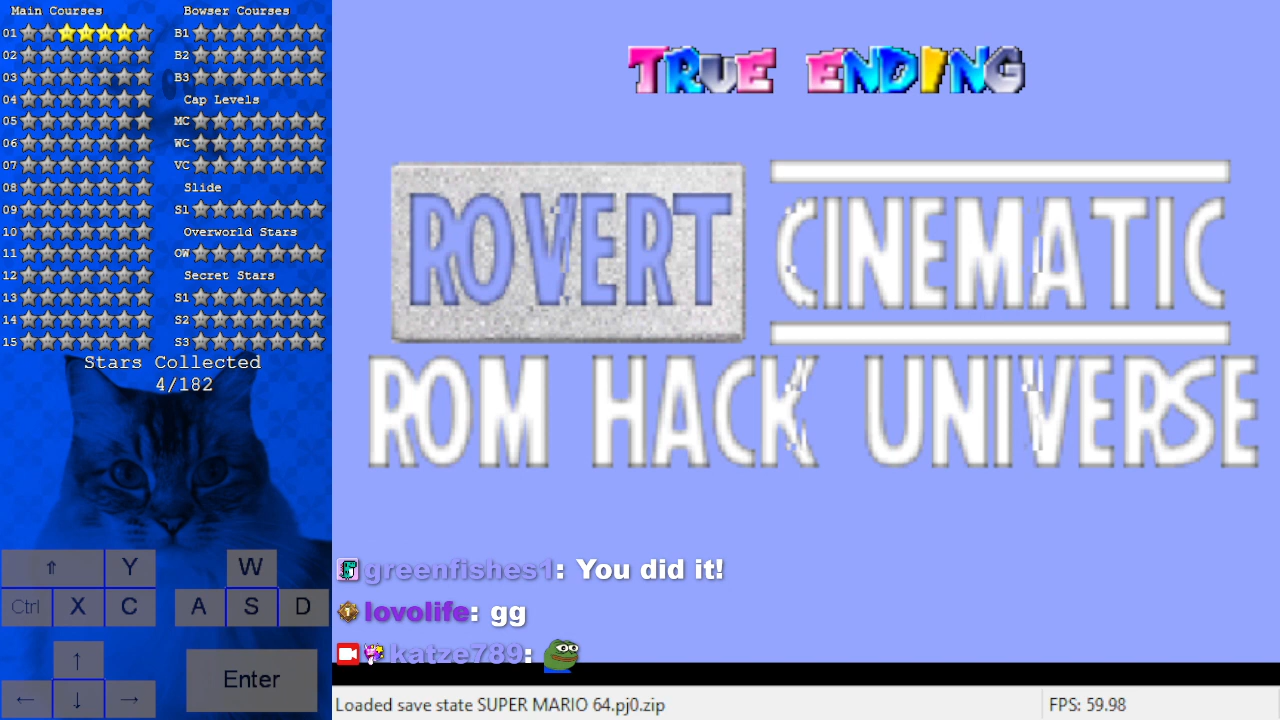 Main Courses
Bowser Courses
01
B1
02
B2
03
B3
04
Cap Levels
05
MC
06
WC
07
VC
08
Slide
09
S1
10
Overworld Stars
11
OW
12
Secret Stars
13
S1
14
S2
15
S3
Stars Collected
4/182
⇑ Y W
Ctrl X C A S D
↑
← ↓ → Enter
TRUE ENDING
ROVERT CINEMATIC
ROM HACK UNIVERSE
greenfishes1: You did it!
lovolife: gg
katze789:
Loaded save state SUPER MARIO 64.pj0.zip
FPS: 59.98